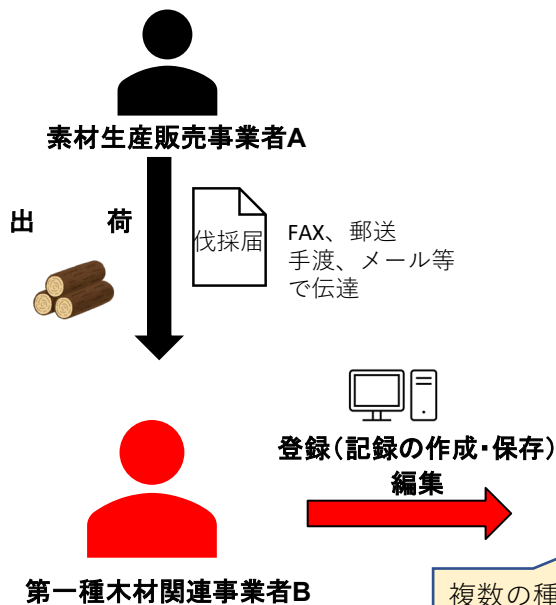 素材生産販売事業者A
出　　荷
伐採届
FAX、郵送
手渡、メール等
で伝達
登録（記録の作成・保存）
編集
第一種木材関連事業者B
複数の種